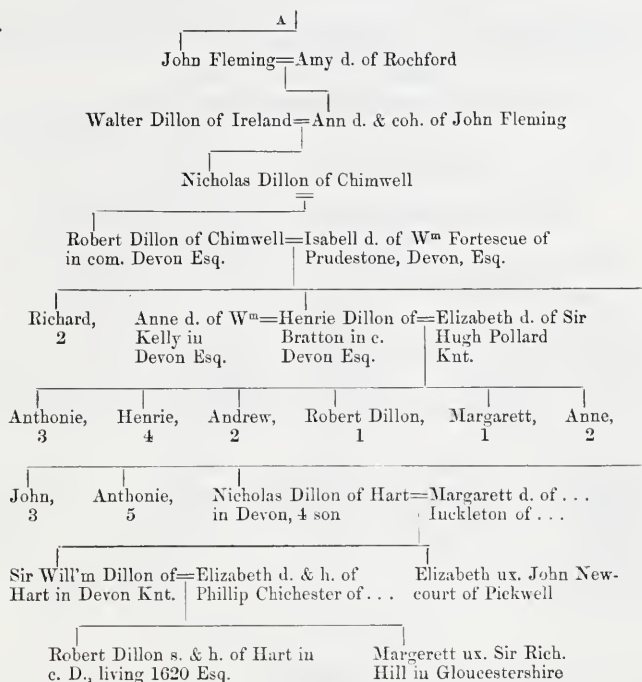 A
John Fleming=Amy d. of Rochford
Walter Dillon of Ireland=Ann d. & coh. of John Fleming
Nicholas Dillon of Chimwell
=
Robert Dillon of Chimwell=Isabell d. of Wᵐ Fortescue of
in com. Devon Esq. Prudestone, Devon, Esq.
Richard, Anne d. of Wᵐ=Henrie Dillon of=Elizabeth d. of Sir
2 Kelly in Bratton in c. Hugh Pollard
Devon Esq. Devon Esq. Knt.
Anthonie, Henrie, Andrew, Robert Dillon, Margarett, Anne,
3 4 2 1 1 2
John, Anthonie, Nicholas Dillon of Hart=Margarett d. of . . .
3 5 in Devon, 4 son Iuckleton of . . .
Sir Will'm Dillon of=Elizabeth d. & h. of Elizabeth ux. John New-
Hart in Devon Knt. Phillip Chichester of . . . court of Pickwell
Robert Dillon s. & h. of Hart in Margerett ux. Sir Rich.
c. D., living 1620 Esq. Hill in Gloucestershire